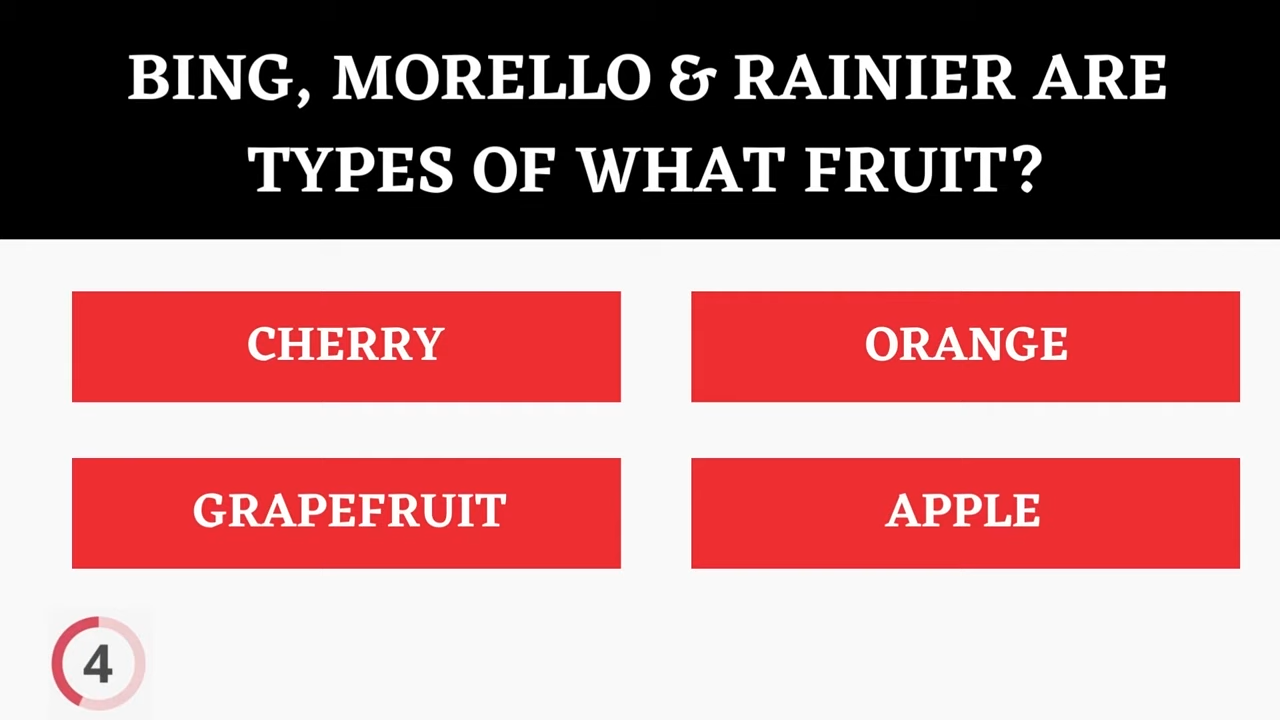 BING, MORELLO & RAINIER ARE
TYPES OF WHAT FRUIT?
CHERRY
ORANGE
GRAPEFRUIT
APPLE
4